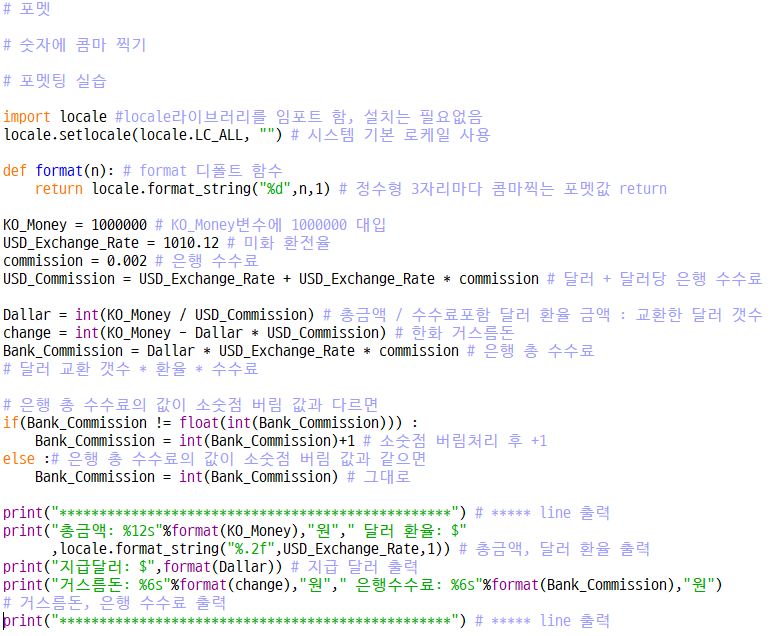 # 포멧
# 숫자에 콤마 찍기
# 포멧팅 실습
import locale #locale라이브러리를 임포트 함, 설치는 필요없음
locale.setlocale(locale.LC_ALL, "") # 시스템 기본 로케일 사용
def format(n): # format 디폴트 함수
    return locale.format_string("%d",n,1) # 정수형 3자리마다 콤마찍는 포멧값 return
KO_Money = 1000000 # KO_Money변수에 1000000 대입
USD_Exchange_Rate = 1010.12 # 미화 환전율
commission = 0.002 # 은행 수수료
USD_Commission = USD_Exchange_Rate + USD_Exchange_Rate * commission # 달러 + 달러당 은행 수수료
Dallar = int(KO_Money / USD_Commission) # 총금액 / 수수료포함 달러 환율 금액 : 교환한 달러 갯수
change = int(KO_Money - Dallar * USD_Commission) # 한화 거스름돈
Bank_Commission = Dallar * USD_Exchange_Rate * commission # 은행 총 수수료
# 달러 교환 갯수 * 환율 * 수수료
# 은행 총 수수료의 값이 소숫점 버림 값과 다르면
if(Bank_Commission != float(int(Bank_Commission))) :
    Bank_Commission = int(Bank_Commission)+1 # 소숫점 버림처리 후 +1
else :# 은행 총 수수료의 값이 소숫점 버림 값과 같으면
    Bank_Commission = int(Bank_Commission) # 그대로
print("*************************************************") # ***** line 출력
print("총금액: %12s"%format(KO_Money),"원"," 달러 환율: $"
      ,locale.format_string("%.2f",USD_Exchange_Rate,1)) # 총금액, 달러 환율 출력
print("지급달러: $",format(Dallar)) # 지급 달러 출력
print("거스름돈: %6s"%format(change),"원"," 은행수수료: %6s"%format(Bank_Commission),"원")
# 거스름돈, 은행 수수료 출력
print("*************************************************") # ***** line 출력